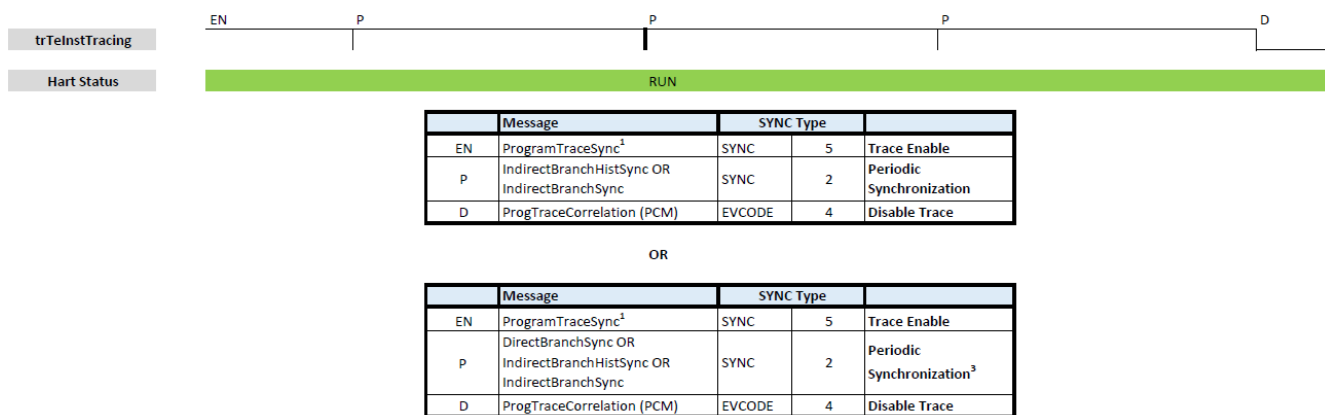 EN P P P D
trTeInstTracing
Hart Status RUN
Message SYNC Type
EN ProgramTraceSync¹ SYNC 5 Trace Enable
P IndirectBranchHistSync OR
IndirectBranchSync SYNC 2 Periodic
Synchronization
D ProgTraceCorrelation (PCM) EVCODE 4 Disable Trace
OR
Message SYNC Type
EN ProgramTraceSync¹ SYNC 5 Trace Enable
P DirectBranchSync OR
IndirectBranchHistSync OR
IndirectBranchSync SYNC 2 Periodic
Synchronization³
D ProgTraceCorrelation (PCM) EVCODE 4 Disable Trace